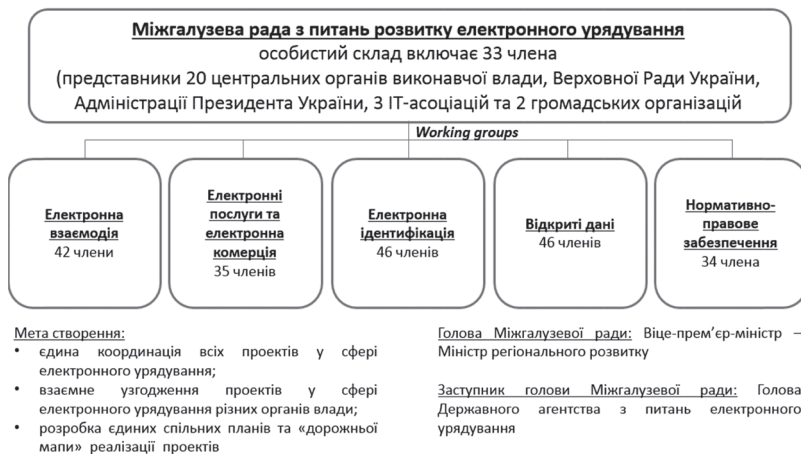 Міжгалузева рада з питань розвитку електронного урядування
особистий склад включає 33 члена
(представники 20 центральних органів виконавчої влади, Верховної Ради України,
Адміністрації Президента України, 3 ІТ-асоціацій та 2 громадських організацій
Working groups
Електронна
взаємодія
42 члени
Електронні
послуги та
електронна
комерція
35 членів
Електронна
ідентифікація
46 членів
Відкриті дані
46 членів
Нормативно-
правове
забезпечення
34 члена
Мета створення:
• єдина координація всіх проектів у сфері
електронного урядування;
• взаємне узгодження проектів у сфері
електронного урядування різних органів влади;
• розробка єдиних спільних планів та «дорожньої
мапи» реалізації проектів
Голова Міжгалузевої ради: Віце-прем’єр-міністр –
Міністр регіонального розвитку
Заступник голови Міжгалузевої ради: Голова
Державного агентства з питань електронного
урядування